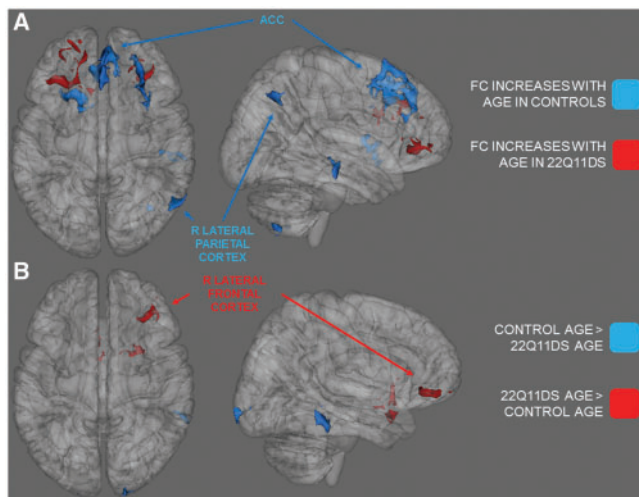 A
ACC
FC INCREASES WITH
AGE IN CONTROLS
FC INCREASES WITH
AGE IN 22Q11DS
R LATERAL
PARIETAL
CORTEX
B
R LATERAL
FRONTAL
CORTEX
CONTROL AGE>
22Q11DS AGE
22Q11DS AGE>
CONTROL AGE